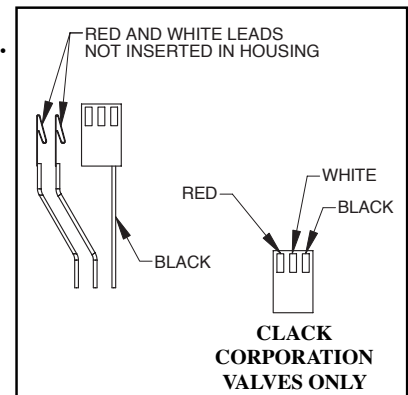 RED AND WHITE LEADS
NOT INSERTED IN HOUSING
WHITE
RED
BLACK
BLACK
CLACK
CORPORATION
VALVES ONLY